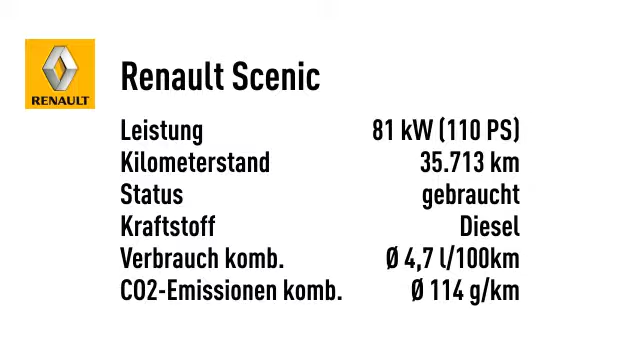 RENAULT
Renault Scenic
Leistung 81 kW (110 PS)
Kilometerstand 35.713 km
Status gebraucht
Kraftstoff Diesel
Verbrauch komb. Ø 4,7 l/100km
CO2-Emissionen komb. Ø 114 g/km